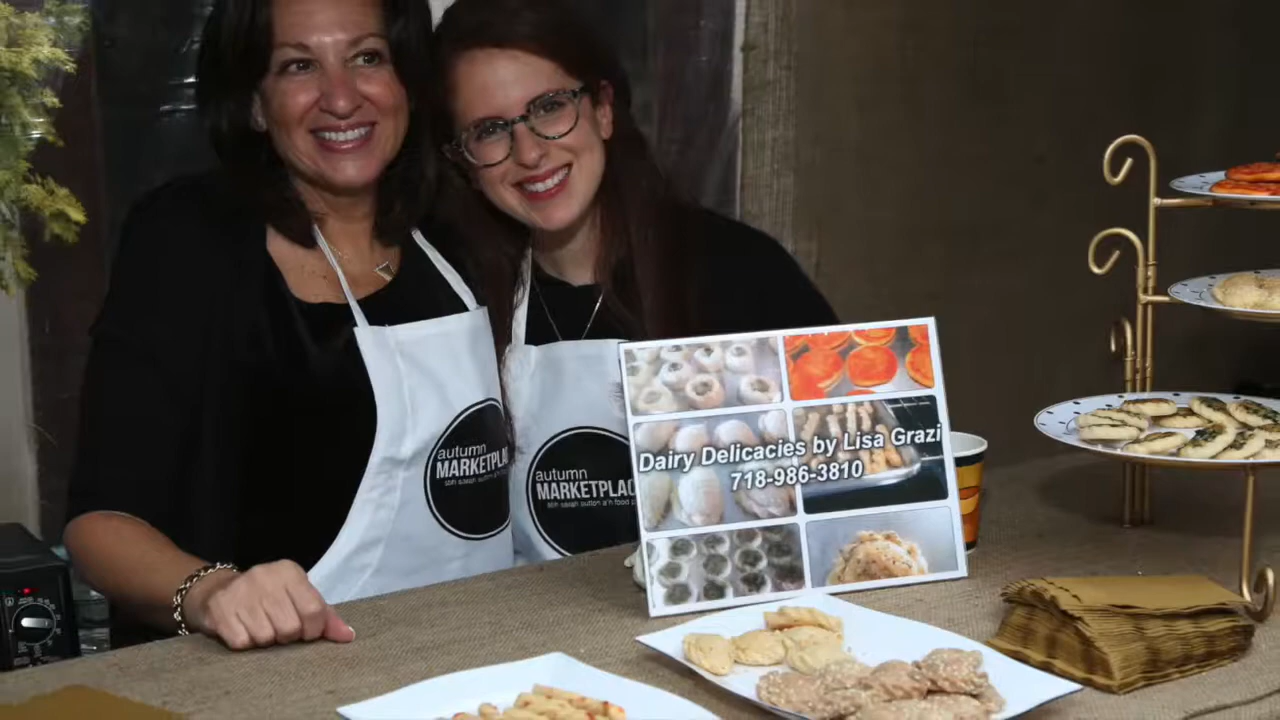 autumn
MARKETPLAC
autumn
MARKETPLAC
Dairy Delicacies by Lisa Grazi
718-986-3810